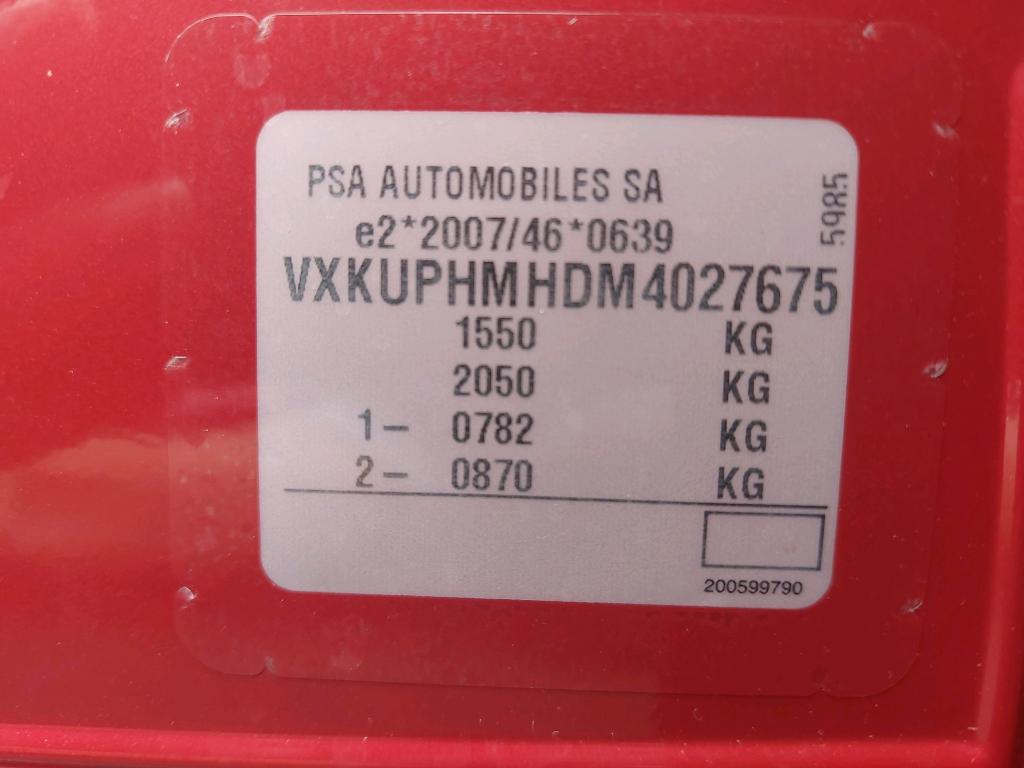 PSA AUTOMOBILES SA
5985
e2*2007/46*0639
VXKUPHMHDM4027675
1550 KG
2050 KG
1- 0782 KG
2- 0870 KG
200599790